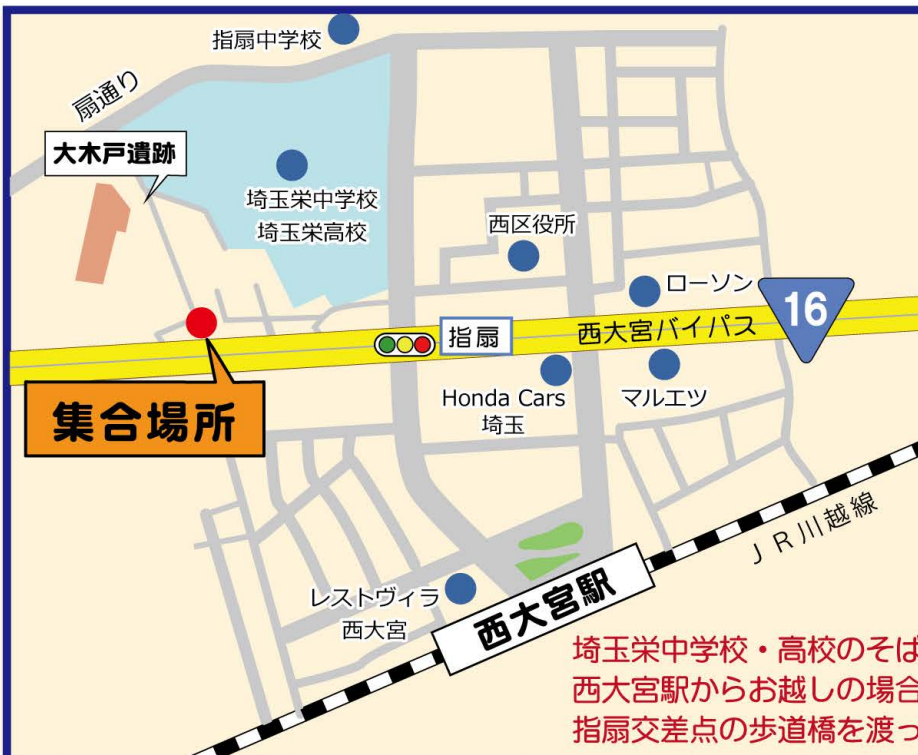 指扇中学校
扇通り
大木戸遺跡
埼玉栄中学校
埼玉栄高校
西区役所
ローソン
16
指扇
西大宮バイパス
集合場所
Honda Cars
埼玉
マルエツ
JR川越線
レストヴィラ
西大宮
西大宮駅
埼玉栄中学校・高校のそば
西大宮駅からお越しの場合
指扇交差点の歩道橋を渡っ